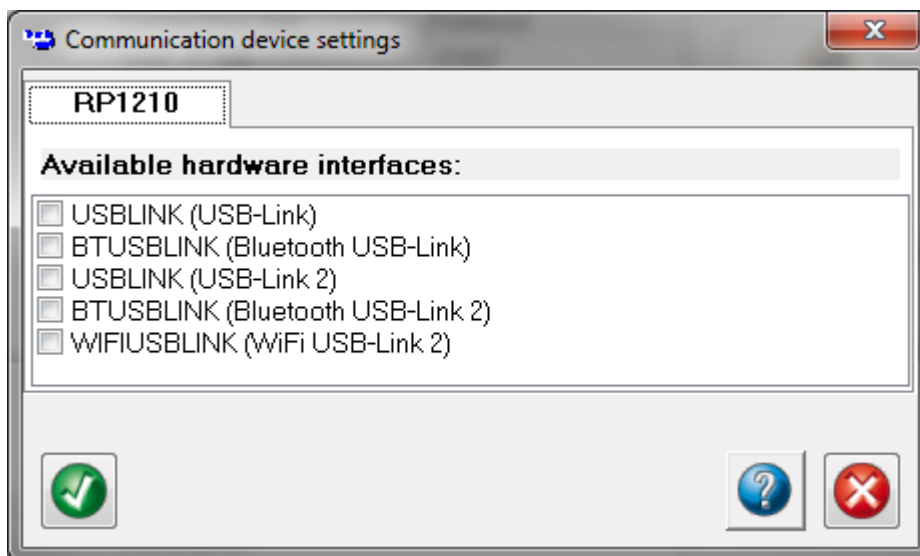 Communication device settings
RP1210
Available hardware interfaces:
USBLINK (USB-Link)
BTUSBLINK (Bluetooth USB-Link)
USBLINK (USB-Link 2)
BTUSBLINK (Bluetooth USB-Link 2)
WIFIUSBLINK (WiFi USB-Link 2)